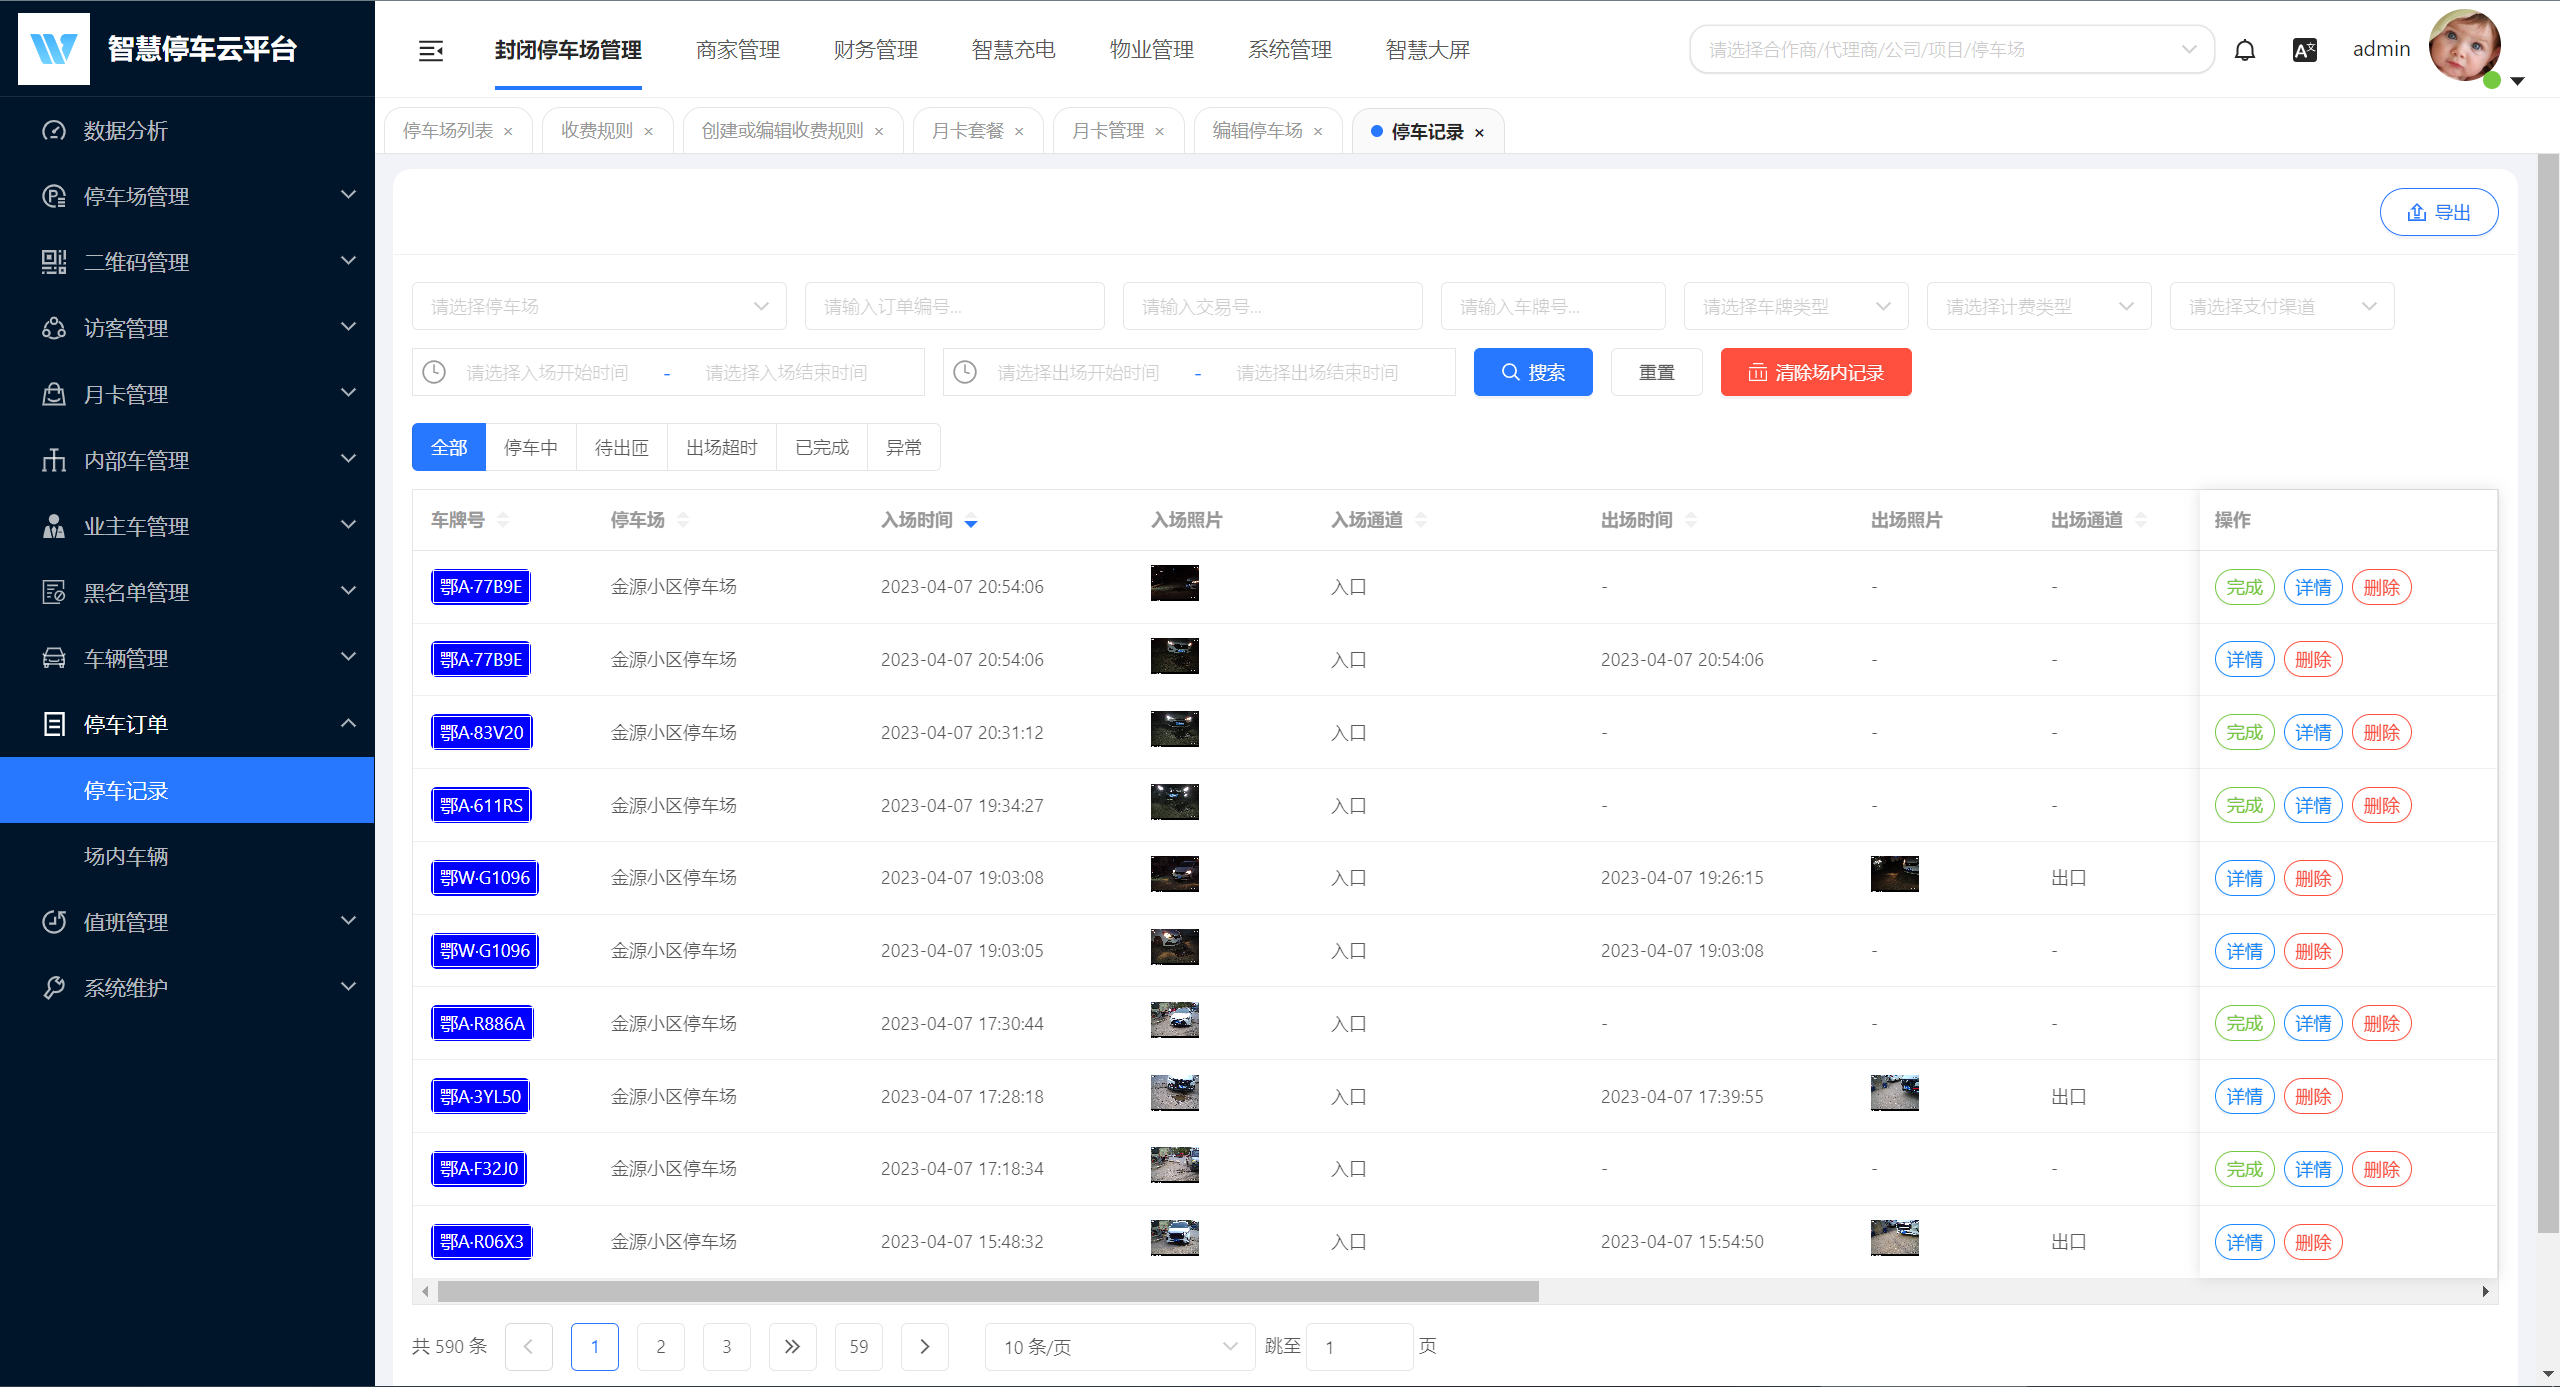 智慧停车云平台
封闭停车场管理 商家管理 财务管理 智慧充电 物业管理 系统管理 智慧大屏 请选择合作商/代理商/公司/项目/停车场 admin
停车场列表 × 收费规则 × 创建或编辑收费规则 × 月卡套餐 × 月卡管理 × 编辑停车场 × 停车记录 ×
数据分析
停车场管理
二维码管理
访客管理
月卡管理
内部车管理
业主车管理
黑名单管理
车辆管理
停车订单
停车记录
场内车辆
值班管理
系统维护
导出
请选择停车场 请输入订单编号... 请输入交易号... 请输入车牌号... 请选择车牌类型 请选择计费类型 请选择支付渠道
请选择入场开始时间 - 请选择入场结束时间 请选择出场开始时间 - 请选择出场结束时间 搜索 重置 清除场内记录
全部 停车中 待出匝 出场超时 已完成 异常
车牌号 停车场 入场时间 入场照片 入场通道 出场时间 出场照片 出场通道 操作
鄂A·77B9E 金源小区停车场 2023-04-07 20:54:06 入口 - - - 完成 详情 删除
鄂A·77B9E 金源小区停车场 2023-04-07 20:54:06 入口 2023-04-07 20:54:06 - - 详情 删除
鄂A·83V20 金源小区停车场 2023-04-07 20:31:12 入口 - - - 完成 详情 删除
鄂A·611RS 金源小区停车场 2023-04-07 19:34:27 入口 - - - 完成 详情 删除
鄂W·G1096 金源小区停车场 2023-04-07 19:03:08 入口 2023-04-07 19:26:15 出口 详情 删除
鄂W·G1096 金源小区停车场 2023-04-07 19:03:05 入口 2023-04-07 19:03:08 - - 详情 删除
鄂A·R886A 金源小区停车场 2023-04-07 17:30:44 入口 - - - 完成 详情 删除
鄂A·3YL50 金源小区停车场 2023-04-07 17:28:18 入口 2023-04-07 17:39:55 出口 详情 删除
鄂A·F32J0 金源小区停车场 2023-04-07 17:18:34 入口 - - - 完成 详情 删除
鄂A·R06X3 金源小区停车场 2023-04-07 15:48:32 入口 2023-04-07 15:54:50 出口 详情 删除
共 590 条 1 2 3 59 10 条/页 跳至 1 页